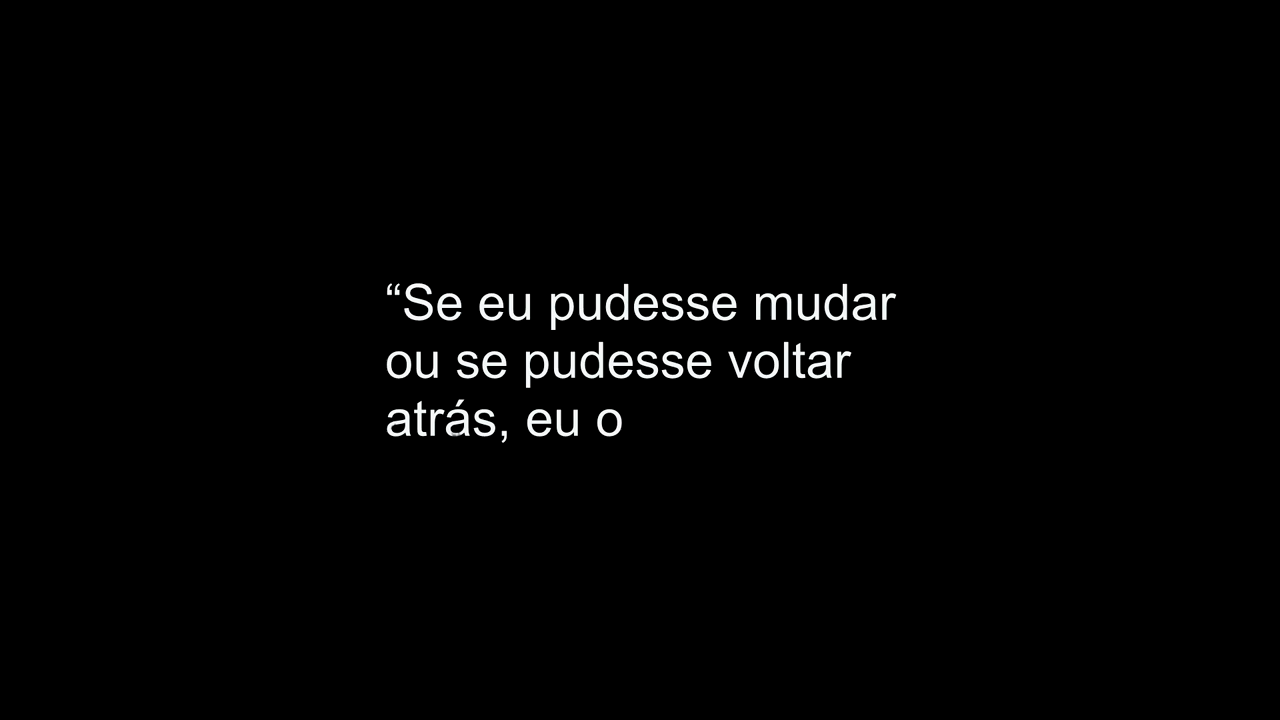 “Se eu pudesse mudar
ou se pudesse voltar
atrás, eu o